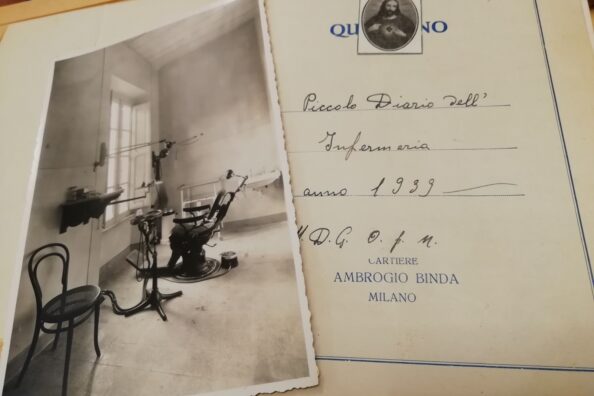 QU NO
Piccolo Diario dell'
Infermeria
anno 1939
D. G. O. p. n.
CARTIERE
AMBROGIO BINDA
MILANO